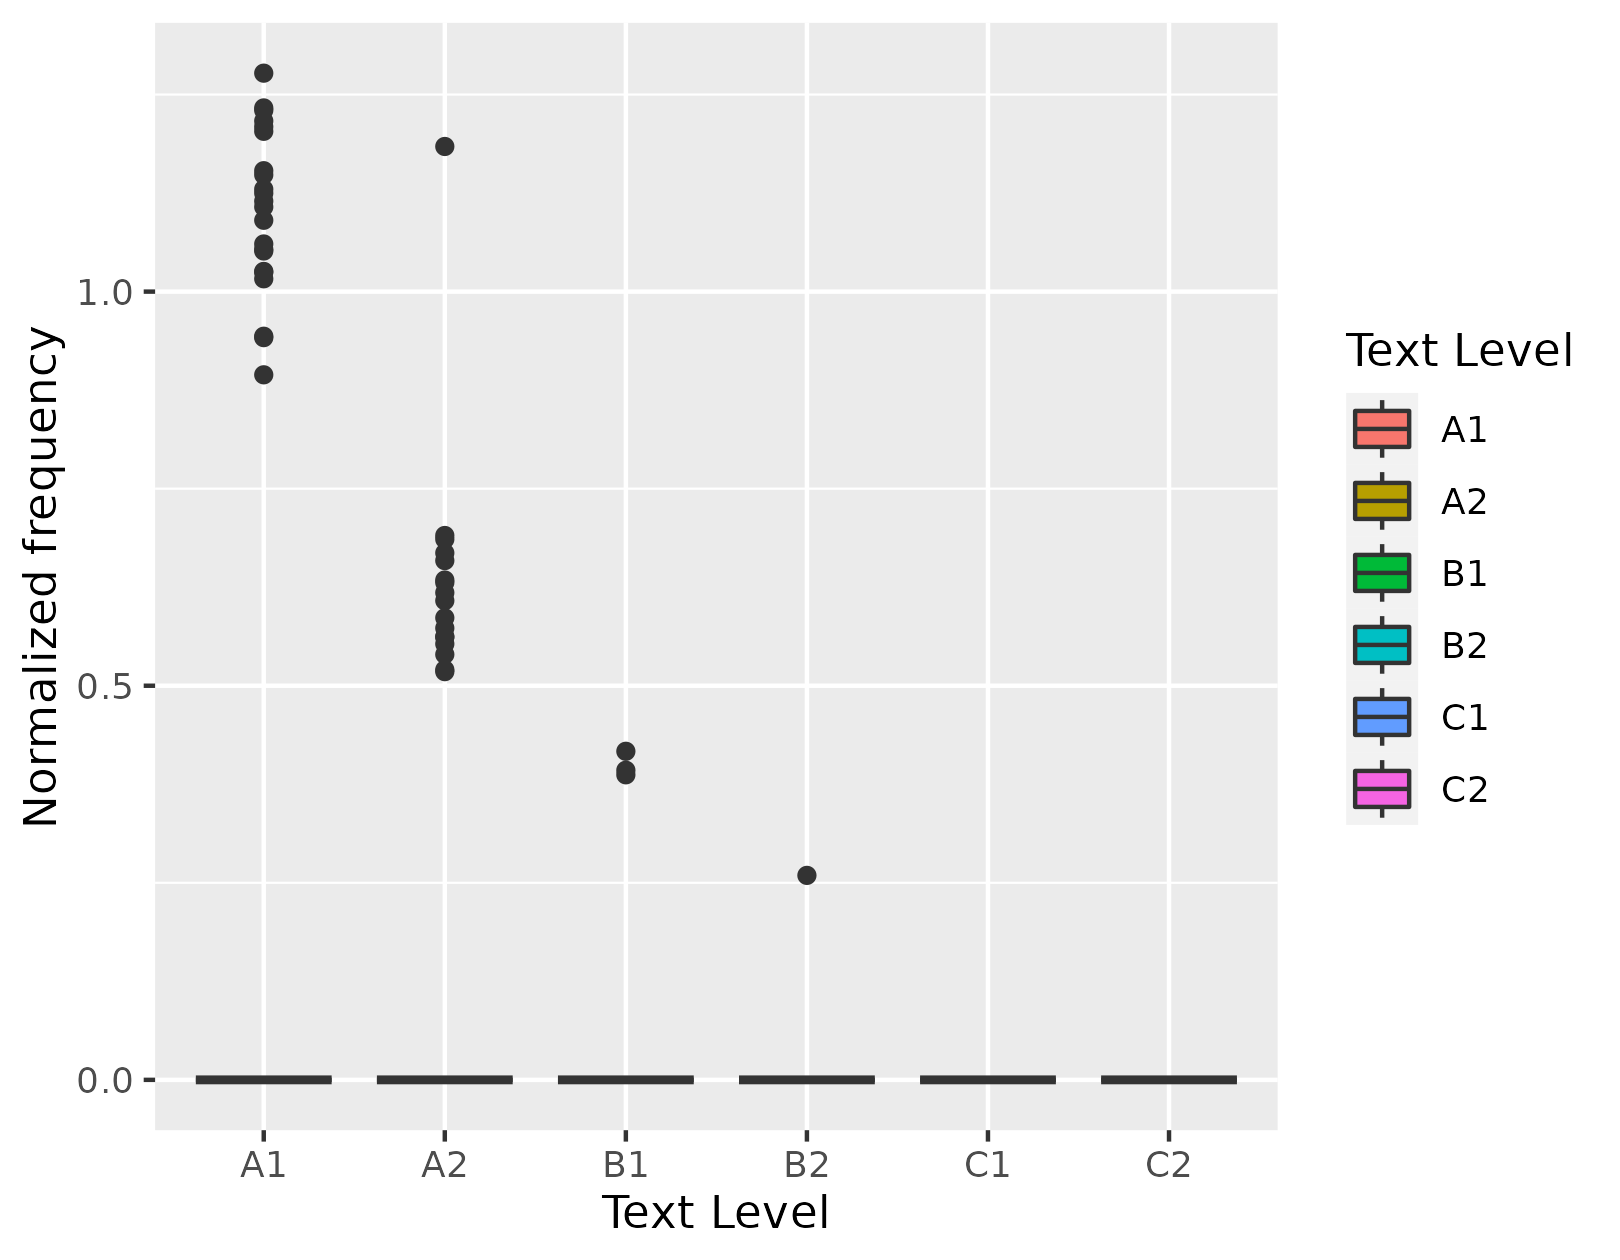 Normalized frequency
1.0
0.5
0.0
A1 A2 B1 B2 C1 C2
Text Level
Text Level
A1
A2
B1
B2
C1
C2